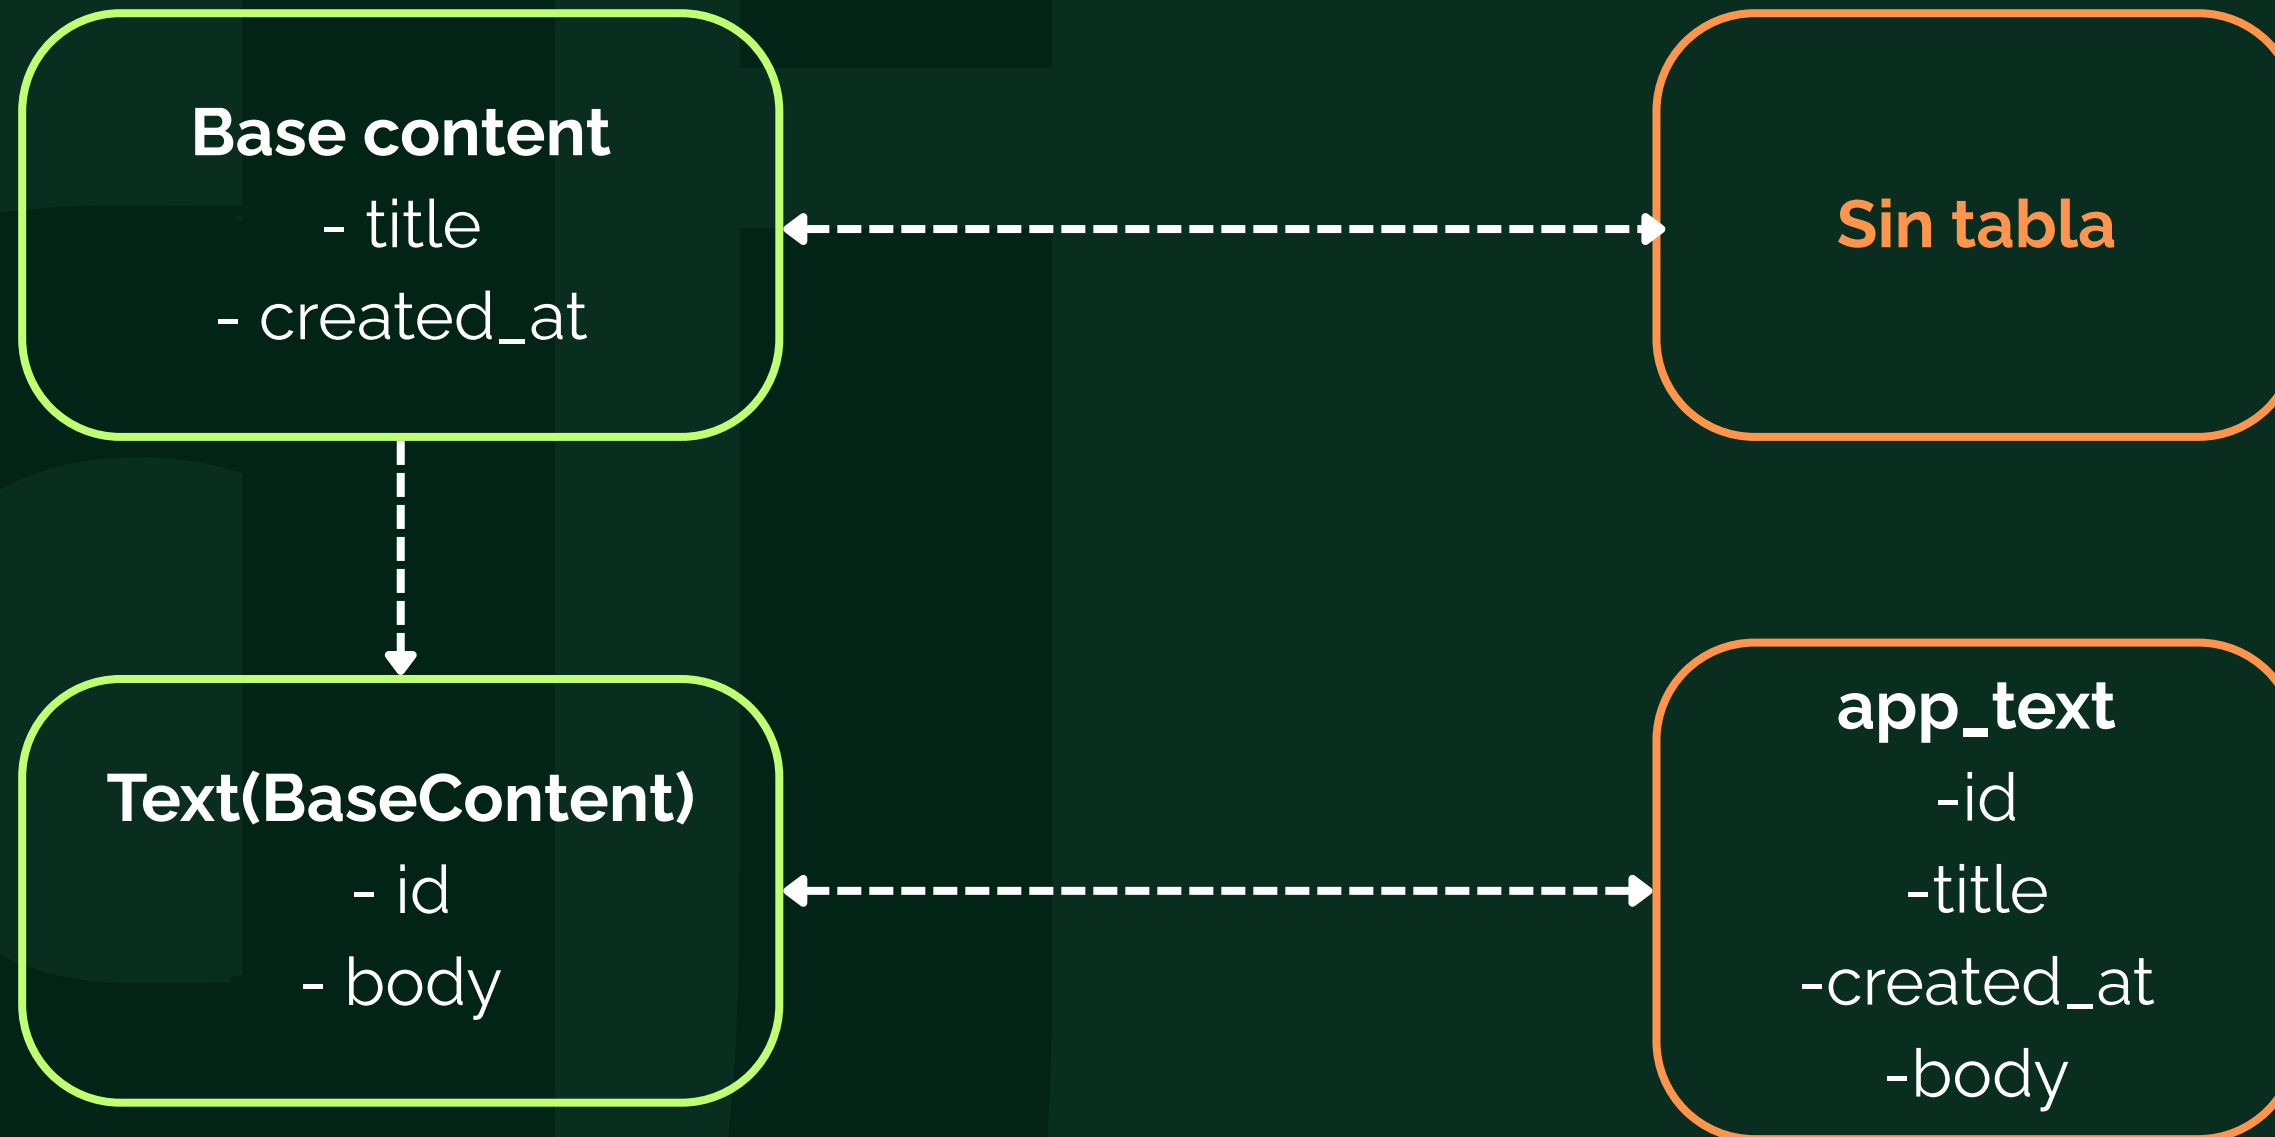 Base content
- title
- created_at
Sin tabla
Text(BaseContent)
- id
- body
app_text
-id
-title
-created_at
-body